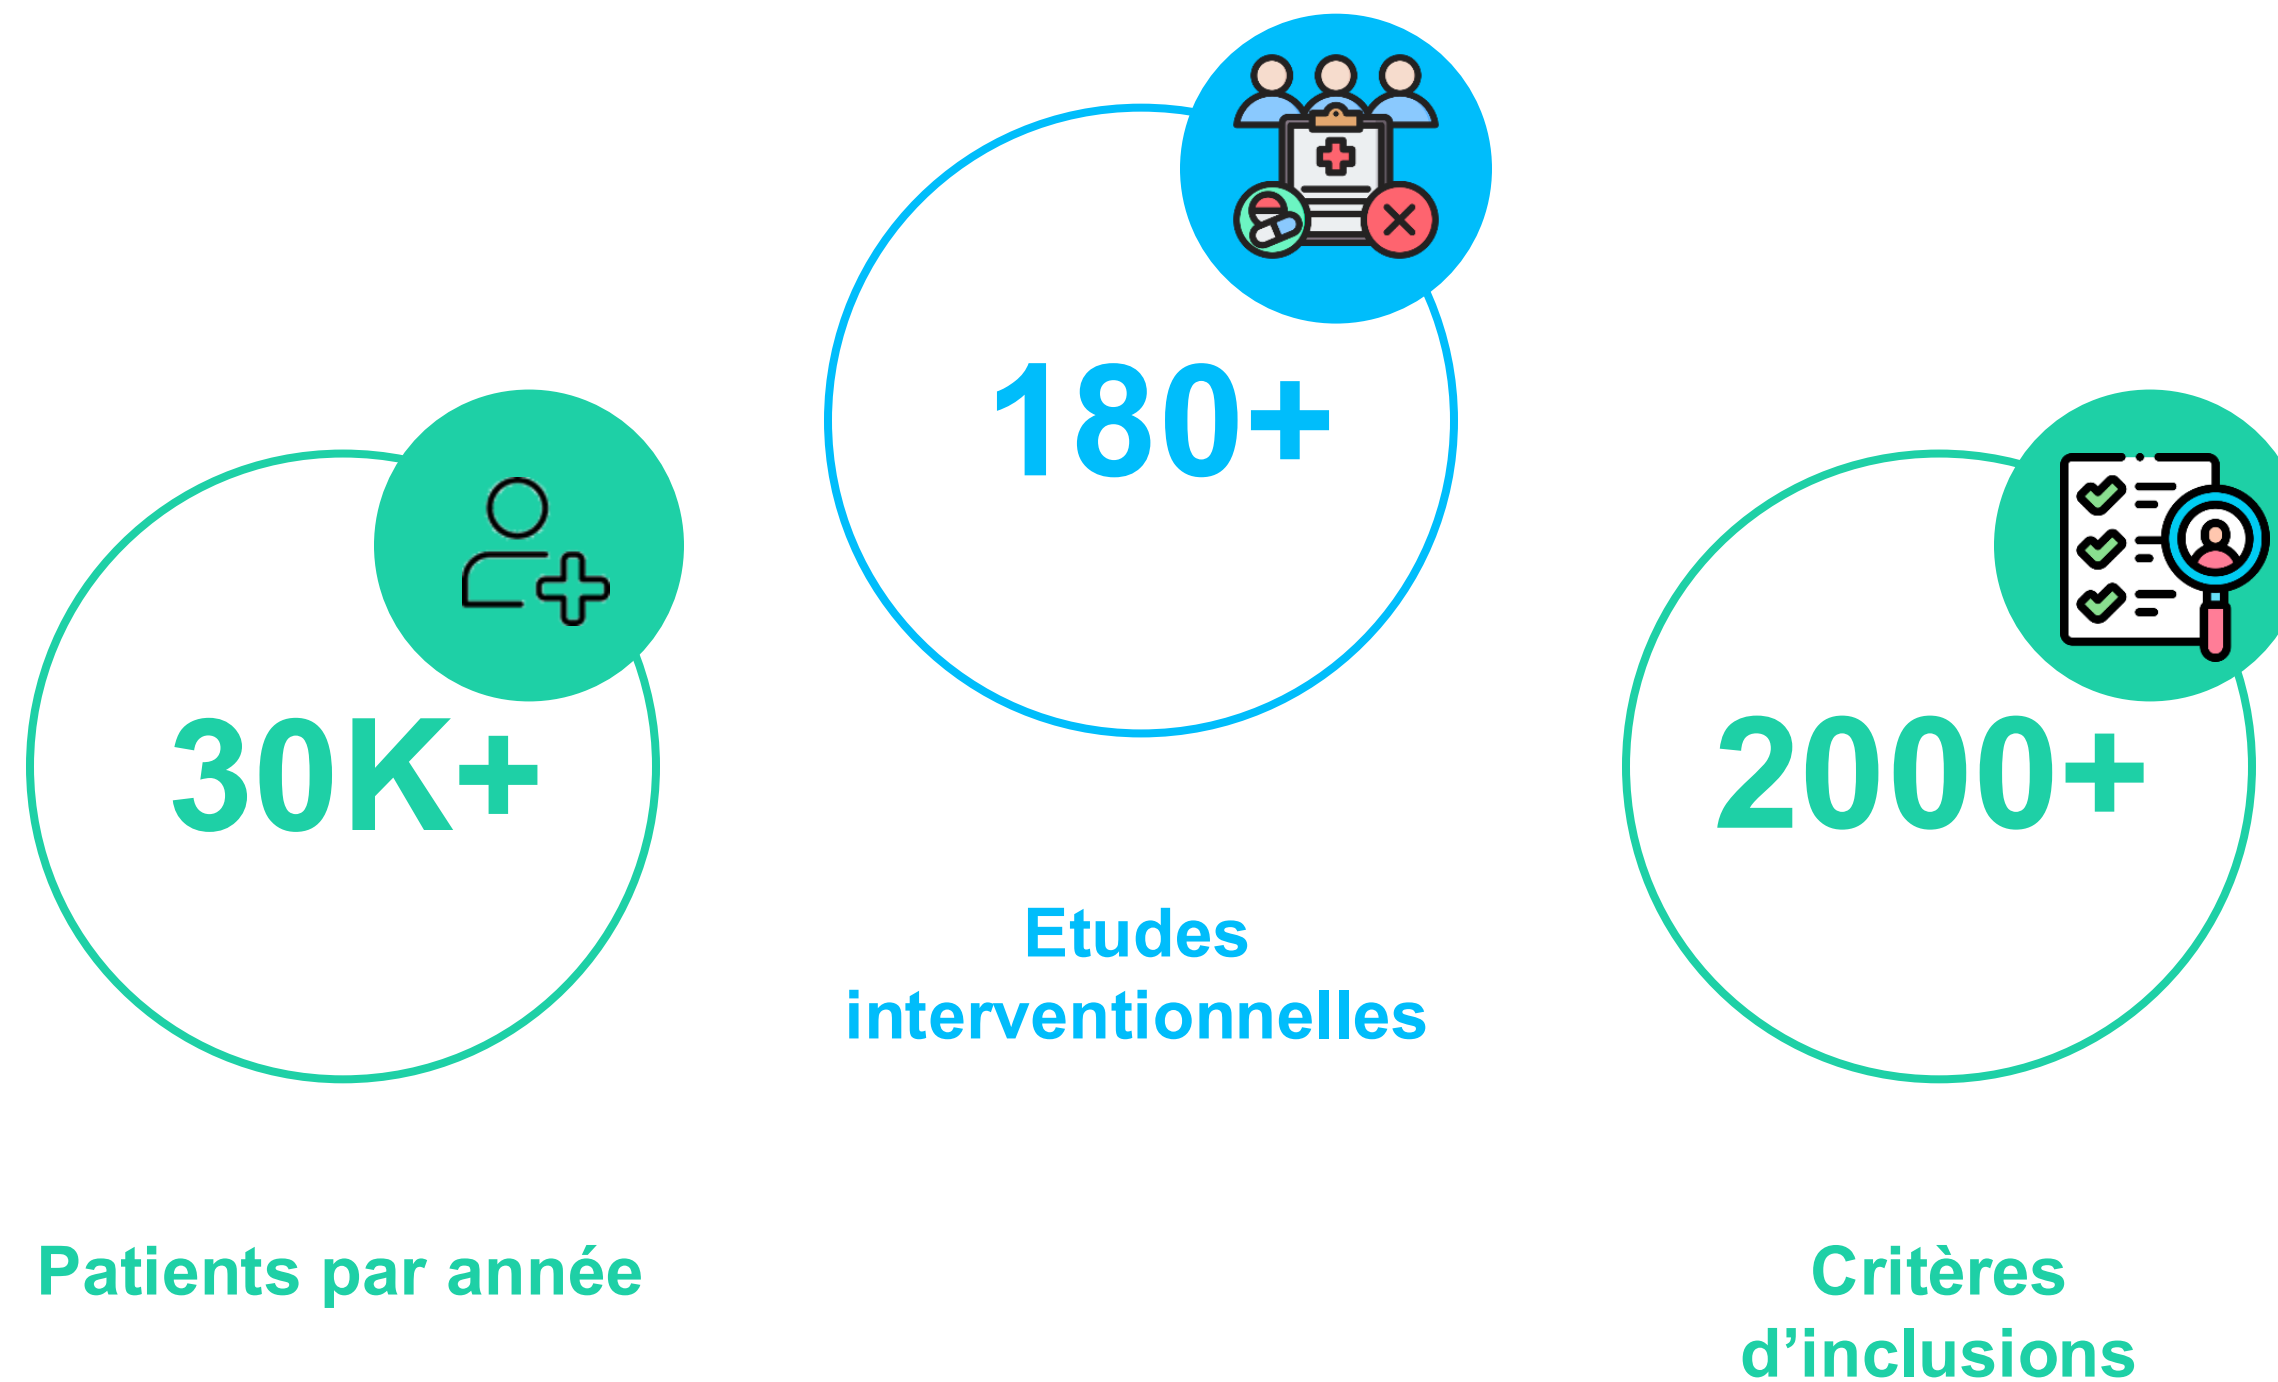 30K+
Patients par année
180+
Etudes
interventionnelles
2000+
Critères
d’inclusions